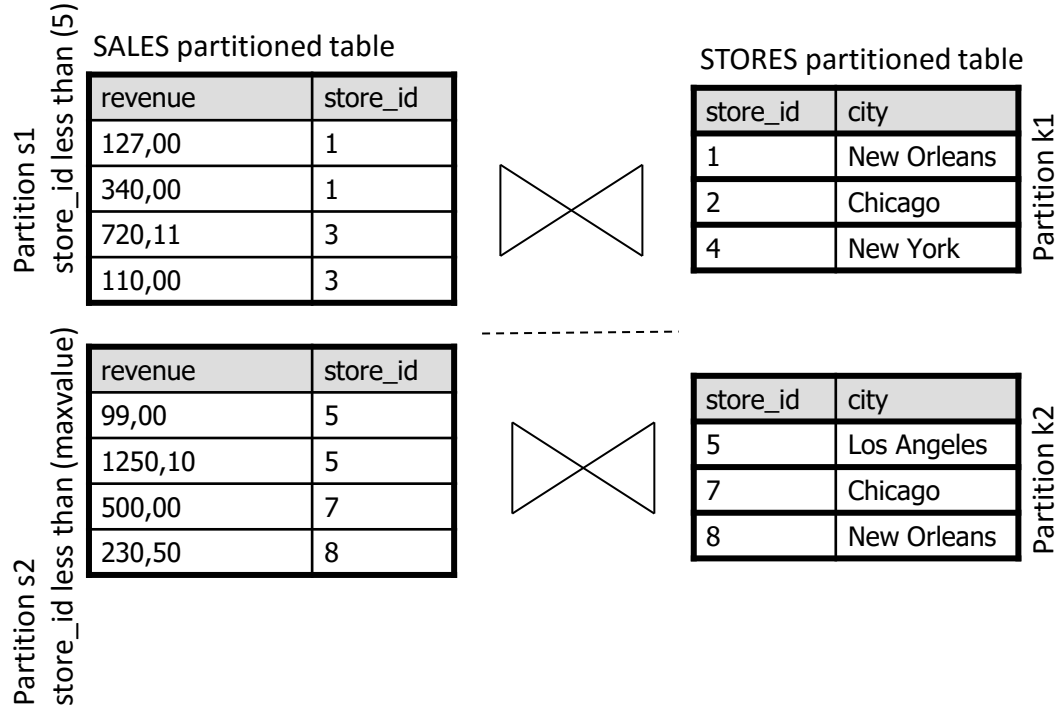 SALES partitioned table
Partition s1
store_id less than (5)
revenue store_id
127,00 1
340,00 1
720,11 3
110,00 3
STORES partitioned table
store_id city
1 New Orleans
2 Chicago
4 New York
Partition k1
Partition s2
store_id less than (maxvalue)
revenue store_id
99,00 5
1250,10 5
500,00 7
230,50 8
store_id city
5 Los Angeles
7 Chicago
8 New Orleans
Partition k2